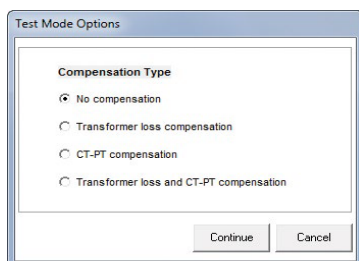 Test Mode Options
Compensation Type
No compensation
Transformer loss compensation
CT-PT compensation
Transformer loss and CT-PT compensation
Continue
Cancel